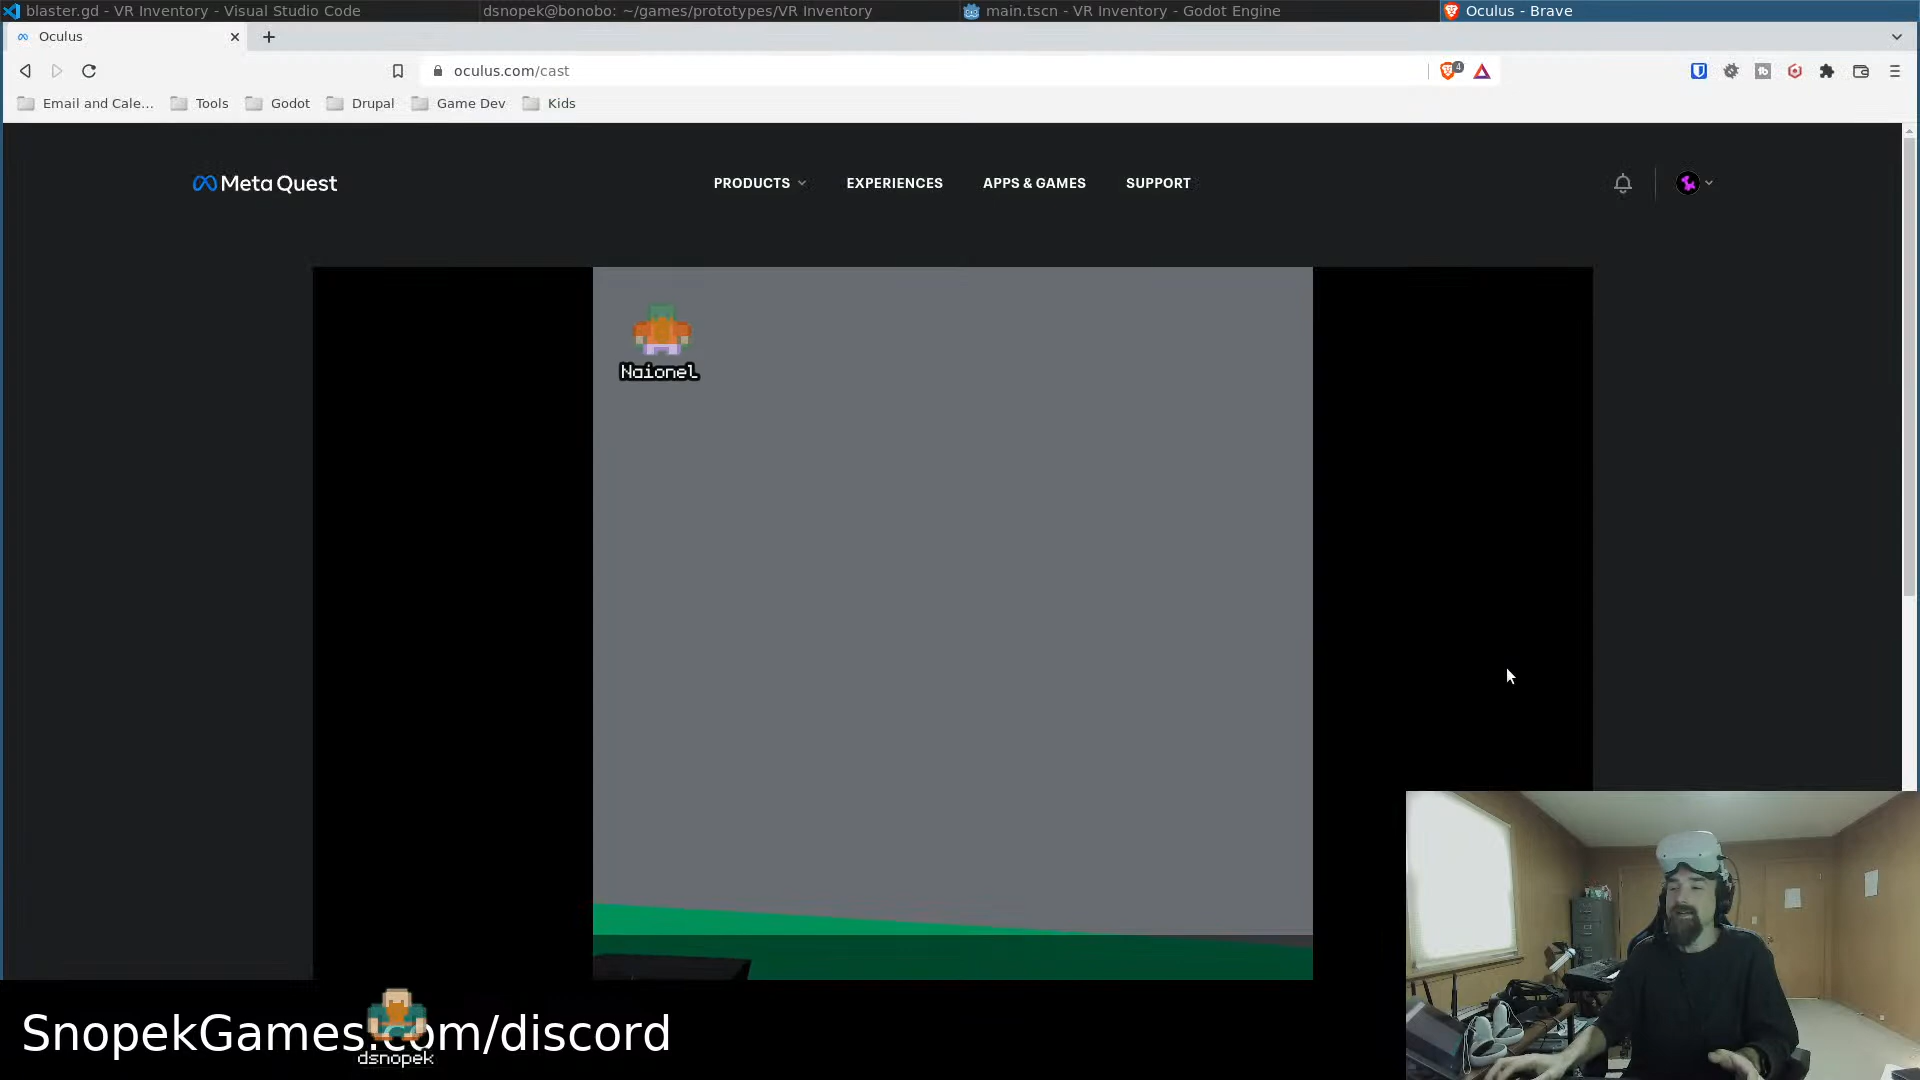 blaster.gd - VR Inventory - Visual Studio Code
dsnopek@bonobo: ~/games/prototypes/VR Inventory
main.tscn - VR Inventory - Godot Engine
Oculus - Brave
Oculus
oculus.com/cast
4
Email and Cale...
Tools
Godot
Drupal
Game Dev
Kids
Meta Quest
PRODUCTS
EXPERIENCES
APPS & GAMES
SUPPORT
Naionel
SnopekGames.com/discord
dsnopek